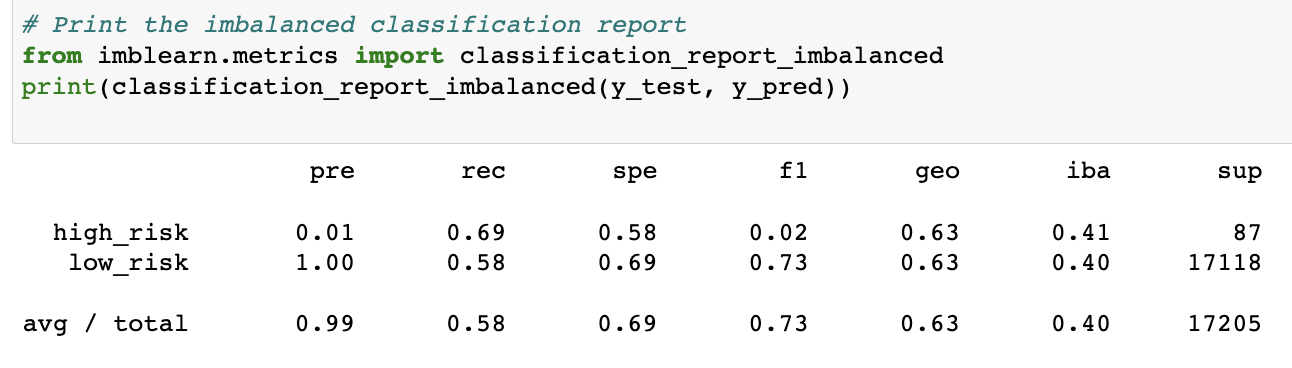 # Print the imbalanced classification report
from imblearn.metrics import classification_report_imbalanced
print(classification_report_imbalanced(y_test, y_pred))
pre rec spe f1 geo iba sup
high_risk 0.01 0.69 0.58 0.02 0.63 0.41 87
low_risk 1.00 0.58 0.69 0.73 0.63 0.40 17118
avg / total 0.99 0.58 0.69 0.73 0.63 0.40 17205